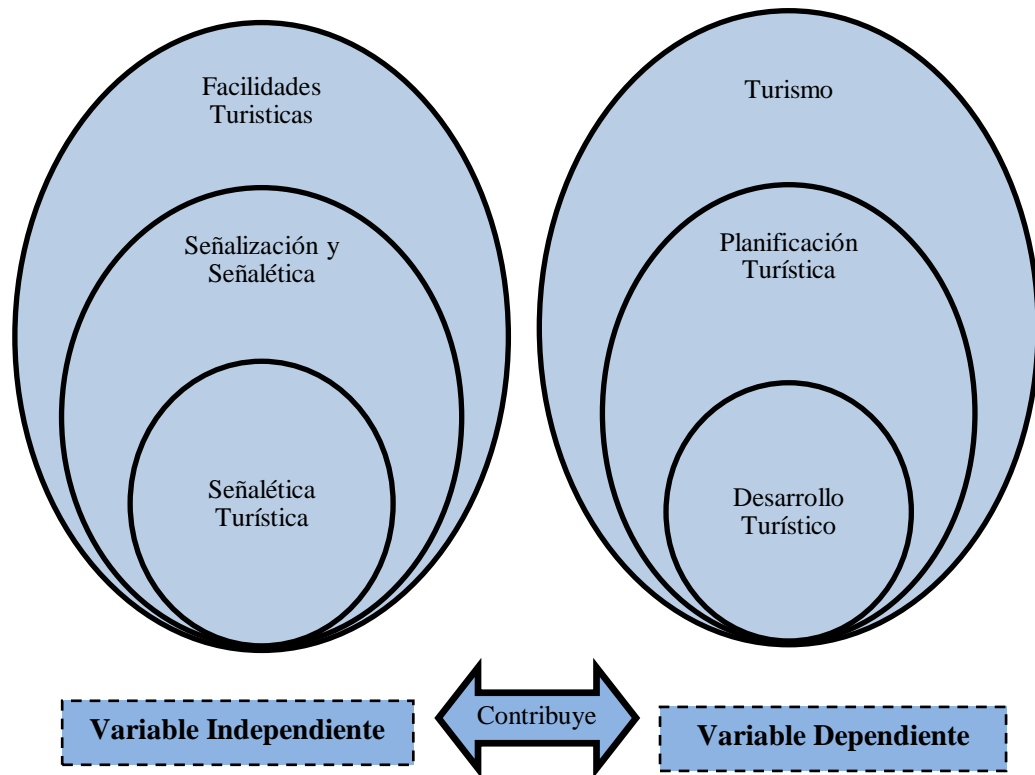 Facilidades
Turisticas
Señalización y
Señalética
Señalética
Turística
Turismo
Planificación
Turística
Desarrollo
Turístico
Variable Independiente
Contribuye
Variable Dependiente